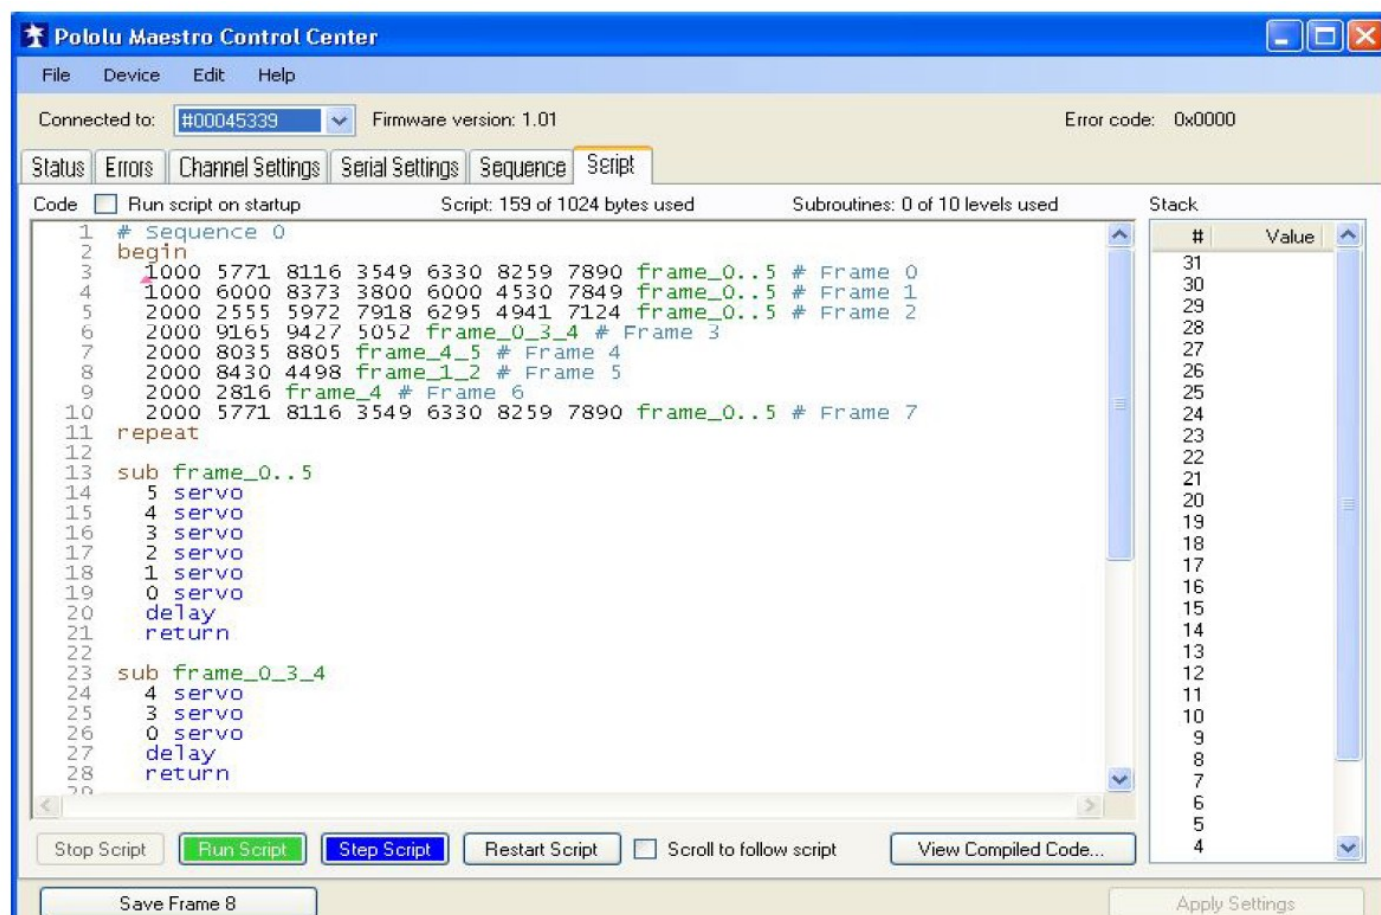 Pololu Maestro Control Center
File Device Edit Help
Connected to: #00045339 Firmware version: 1.01 Error code: 0x0000
Status Errors Channel Settings Serial Settings Sequence Script
Code Run script on startup Script: 159 of 1024 bytes used Subroutines: 0 of 10 levels used Stack
1 # Sequence 0
2 begin
3 1000 5771 8116 3549 6330 8259 7890 frame_0..5 # Frame 0
4 1000 6000 8373 3800 6000 4530 7849 frame_0..5 # Frame 1
5 2000 2555 5972 7918 6295 4941 7124 frame_0..5 # Frame 2
6 2000 9165 9427 5052 frame_0_3_4 # Frame 3
7 2000 8035 8805 frame_4_5 # Frame 4
8 2000 8430 4498 frame_1_2 # Frame 5
9 2000 2816 frame_4 # Frame 6
10 2000 5771 8116 3549 6330 8259 7890 frame_0..5 # Frame 7
11 repeat
12
13 sub frame_0..5
14 5 servo
15 4 servo
16 3 servo
17 2 servo
18 1 servo
19 0 servo
20 delay
21 return
22
23 sub frame_0_3_4
24 4 servo
25 3 servo
26 0 servo
27 delay
28 return
29
# Value
31
30
29
28
27
26
25
24
23
22
21
20
19
18
17
16
15
14
13
12
11
10
9
8
7
6
5
4
Stop Script Run Script Step Script Restart Script Scroll to follow script View Compiled Code...
Save Frame 8 Apply Settings